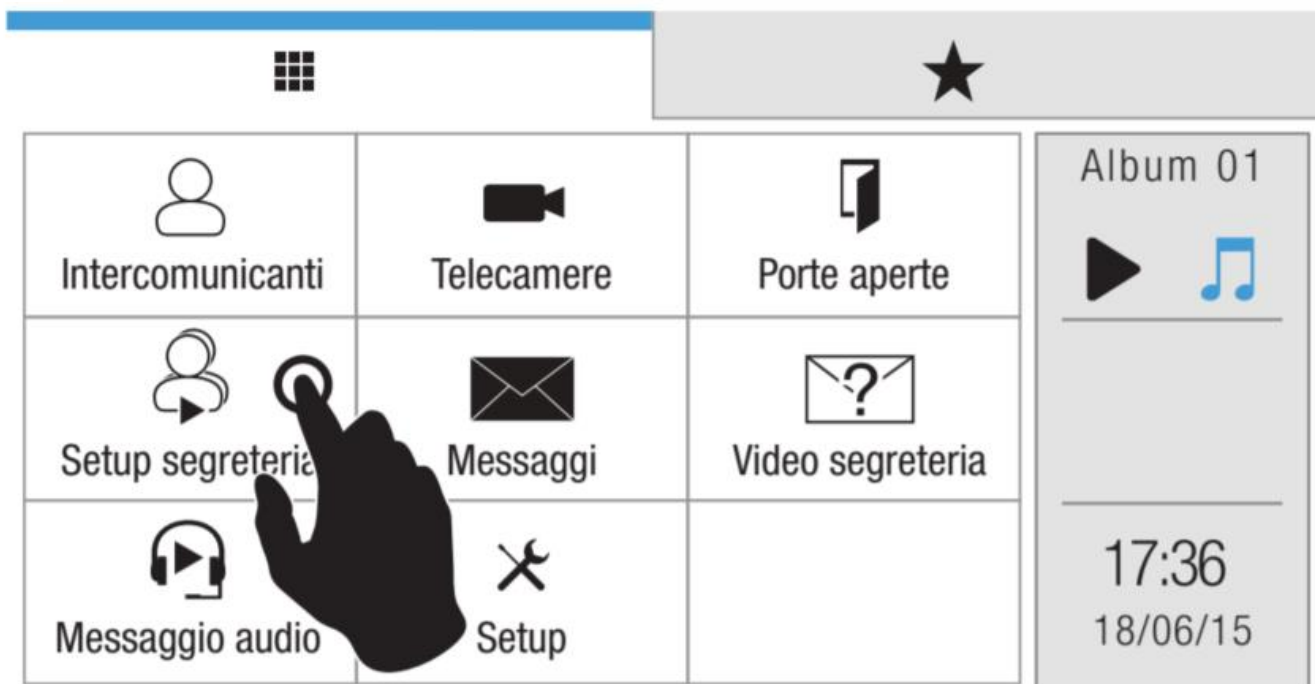 Album 01
Intercomunicanti
Telecamere
Porte aperte
Setup segreteria
Messaggi
?
Video segreteria
Messaggio audio
Setup
17:36
18/06/15